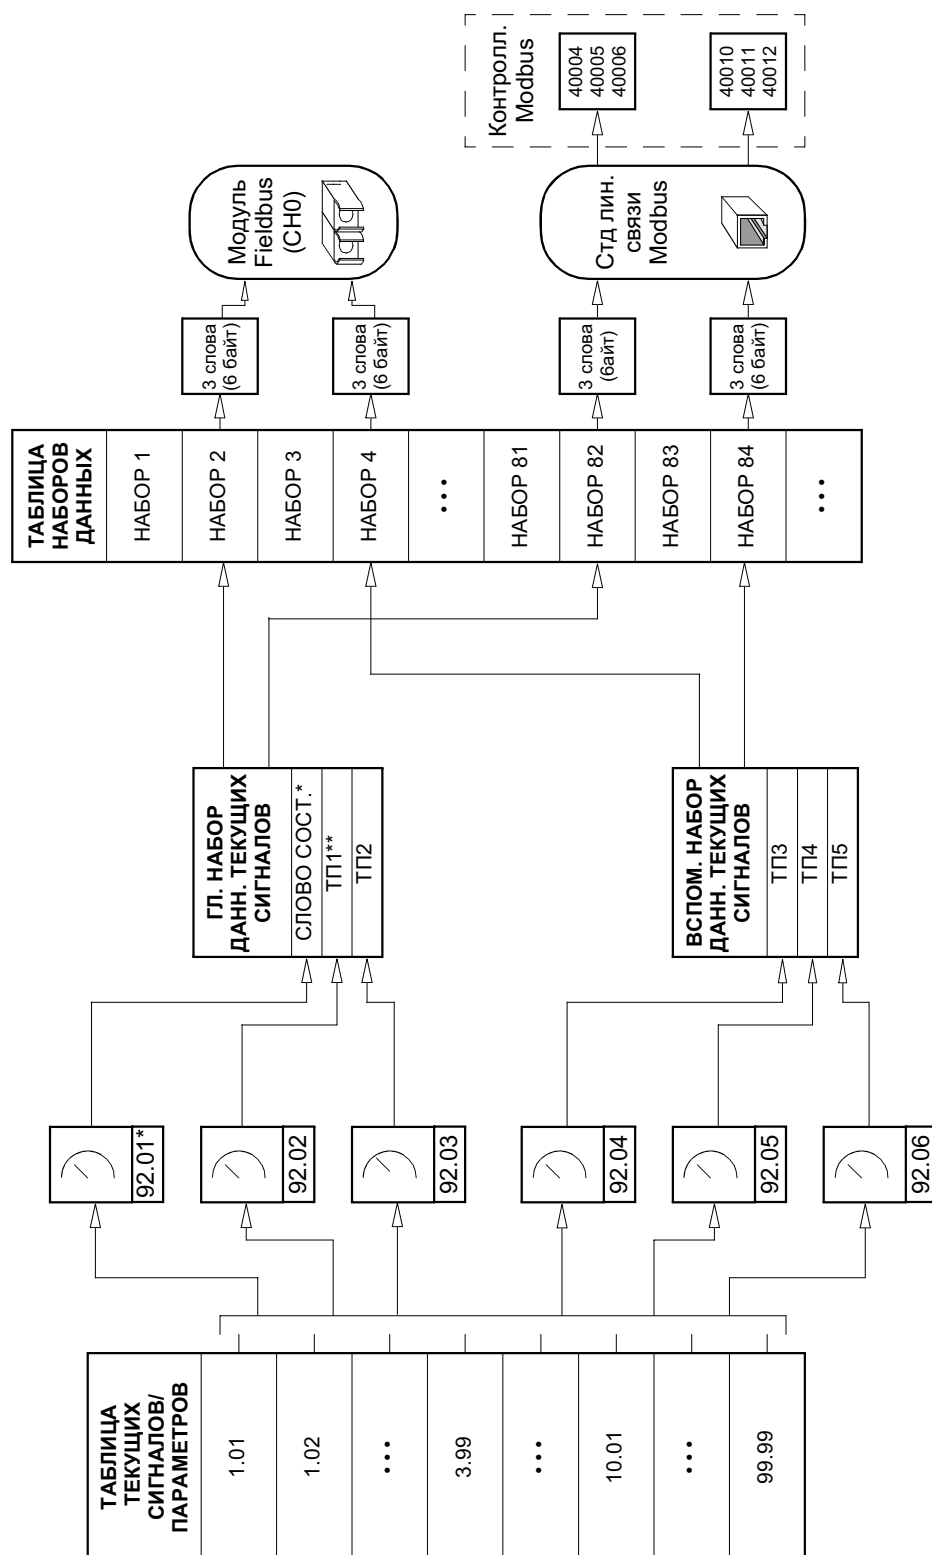 ТАБЛИЦА
ТЕКУЩИХ
СИГНАЛОВ/
ПАРАМЕТРОВ
1.01
1.02
...
3.99
...
10.01
...
99.99
92.01*
92.02
92.03
92.04
92.05
92.06
ГЛ. НАБОР
ДАНН. ТЕКУЩИХ
СИГНАЛОВ
СЛОВО СОСТ.*
ТП1**
ТП2
ВСПОМ. НАБОР
ДАНН. ТЕКУЩИХ
СИГНАЛОВ
ТП3
ТП4
ТП5
ТАБЛИЦА
НАБОРОВ
ДАННЫХ
НАБОР 1
НАБОР 2
НАБОР 3
НАБОР 4
...
НАБОР 81
НАБОР 82
НАБОР 83
НАБОР 84
...
3 слова
(6 байт)
3 слова
(6 байт)
3 слова
(6байт)
3 слова
(6 байт)
Модуль
Fieldbus
(CH0)
Стд лин.
связи
Modbus
Контролл.
Modbus
40004
40005
40006
40010
40011
40012